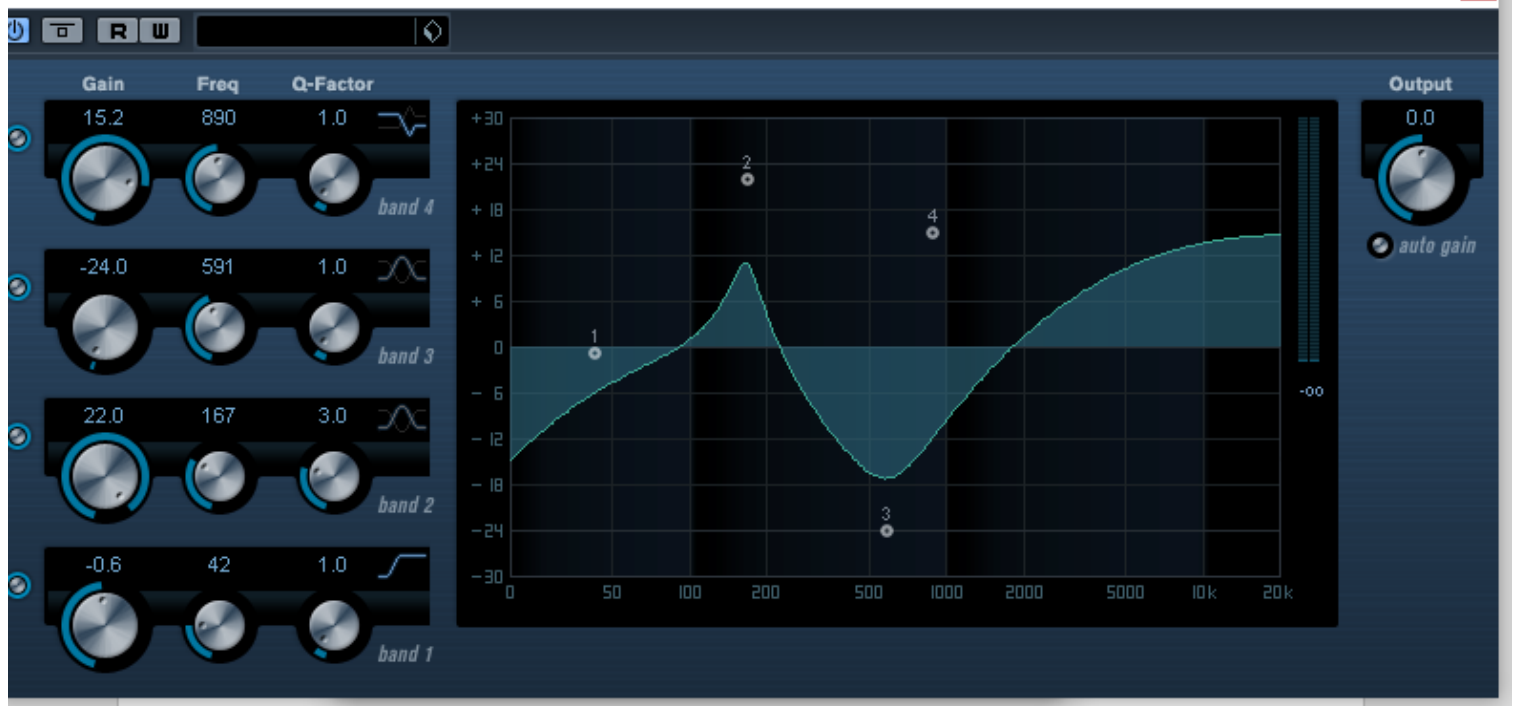 R W
Gain Freq Q-Factor Output
15.2 890 1.0 0.0
band 4
auto gain
-24.0 591 1.0
band 3
22.0 167 3.0
band 2
-0.6 42 1.0
band 1
+30
+24
+18
+12
+6
0
-6
-12
-18
-24
-30
2
4
1
3
0 50 100 200 500 1000 2000 5000 10k 20k
-oo